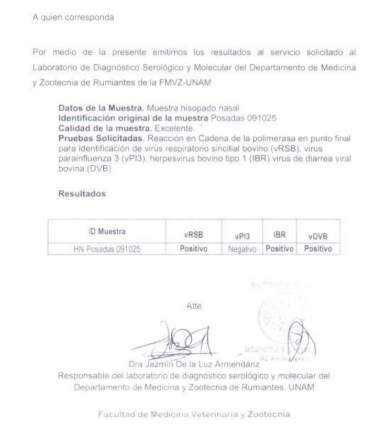 A quien corresponda
Por medio de la presente emitimos los resultados al servicio solicitado al
Laboratorio de Diagnóstico Serológico y Molecular del Departamento de Medicina
y Zootecnia de Rumiantes de la FMVZ-UNAM
Datos de la Muestra. Muestra hisopado nasal
Identificación original de la muestra Posadas 091025
Calidad de la muestra. Excelente.
Pruebas Solicitadas. Reacción en Cadena de la polimerasa en punto final
para identificación de virus respiratorio sincitial bovino (vRSB), virus
parainfluenza 3 (vPI3), herpesvirus bovino tipo 1 (IBR) virus de diarrea viral
bovina (DVB)
Resultados
ID Muestra vRSB vPI3 IBR vDVB
HN Posadas 091025 Positivo Negativo Positivo Positivo
Atte
Dra Jazmín De la Luz Armendáriz
Responsable del laboratorio de diagnóstico serológico y molecular del
Departamento de Medicina y Zootecnia de Rumiantes, UNAM
Facultad de Medicina Veterinaria y Zootecnia